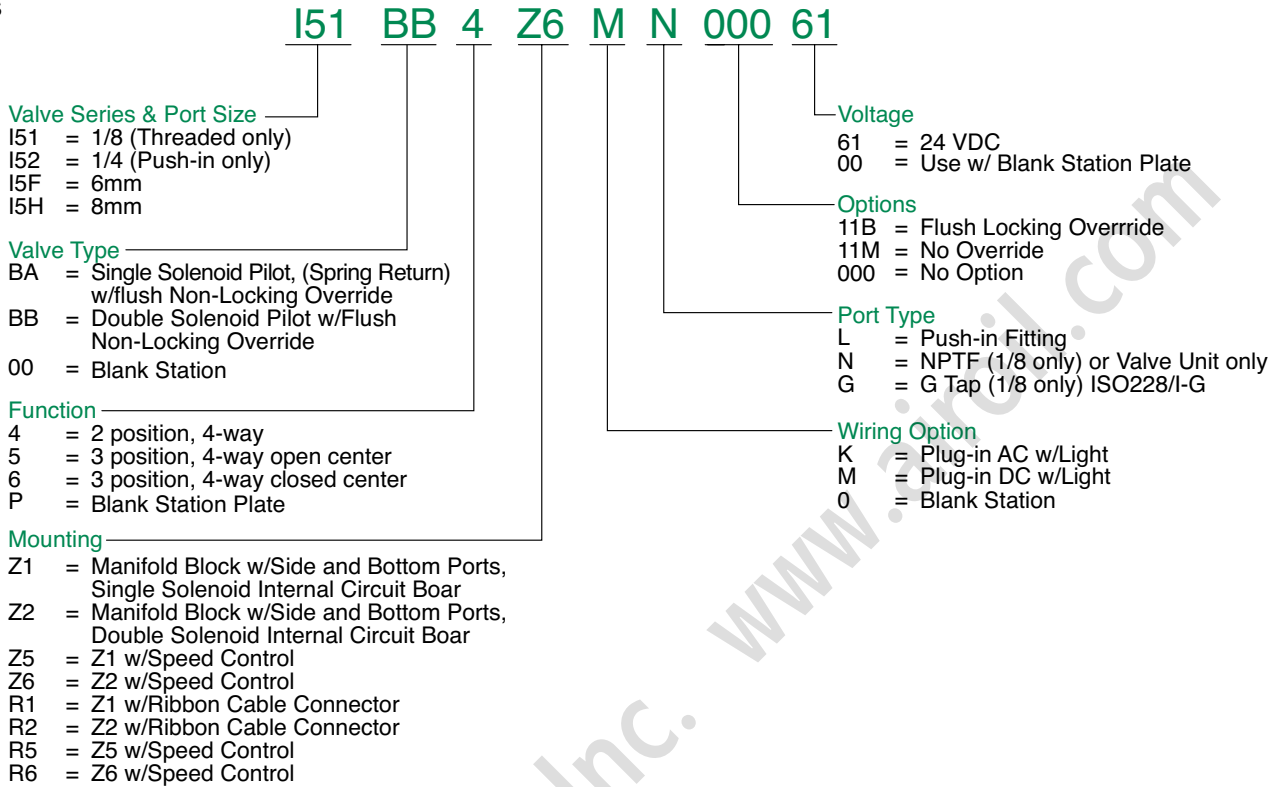 I51 BB 4 Z6 M N 000 61
Valve Series & Port Size
I51 = 1/8 (Threaded only)
I52 = 1/4 (Push-in only)
I5F = 6mm
I5H = 8mm
Valve Type
BA = Single Solenoid Pilot, (Spring Return)
w/flush Non-Locking Override
BB = Double Solenoid Pilot w/Flush
Non-Locking Override
00 = Blank Station
Function
4 = 2 position, 4-way
5 = 3 position, 4-way open center
6 = 3 position, 4-way closed center
P = Blank Station Plate
Mounting
Z1 = Manifold Block w/Side and Bottom Ports,
Single Solenoid Internal Circuit Boar
Z2 = Manifold Block w/Side and Bottom Ports,
Double Solenoid Internal Circuit Boar
Z5 = Z1 w/Speed Control
Z6 = Z2 w/Speed Control
R1 = Z1 w/Ribbon Cable Connector
R2 = Z2 w/Ribbon Cable Connector
R5 = Z5 w/Speed Control
R6 = Z6 w/Speed Control
Voltage
61 = 24 VDC
00 = Use w/ Blank Station Plate
Options
11B = Flush Locking Overrride
11M = No Override
000 = No Option
Port Type
L = Push-in Fitting
N = NPTF (1/8 only) or Valve Unit only
G = G Tap (1/8 only) ISO228/I-G
Wiring Option
K = Plug-in AC w/Light
M = Plug-in DC w/Light
0 = Blank Station
Inc. www.airoil.com